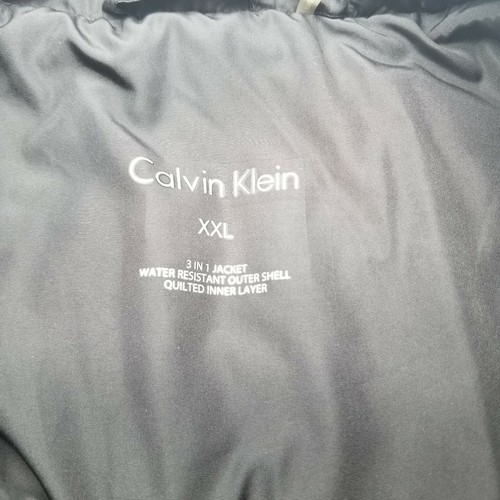 Calvin Klein
XXL
3 IN 1 JACKET
WATER RESISTANT OUTER SHELL
QUILTED INNER LAYER